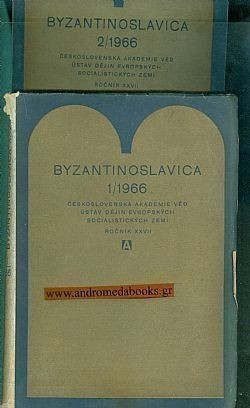 BYZANTINOSLAVICA
2/1966
ČESKOSLOVENSKÁ AKADEMIE VĚD
ÚSTAV DĚJIN EVROPSKÝCH
SOCIALISTICKÝCH ZEMÍ
ROČNÍK XXVII
BYZANTINOSLAVICA
1/1966
ČESKOSLOVENSKÁ AKADEMIE VĚD
ÚSTAV DĚJIN EVROPSKÝCH
SOCIALISTICKÝCH ZEMÍ
ROČNÍK XXVII
A
www.andromedabooks.gr